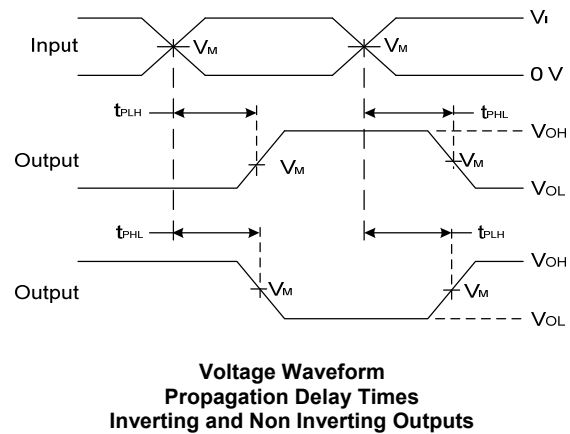 VI
Input
VM
VM
0 V
tPLH
tPHL
VOH
Output
VM
VM
VOL
tPHL
tPLH
VOH
Output
VM
VM
VOL
Voltage Waveform
Propagation Delay Times
Inverting and Non Inverting Outputs